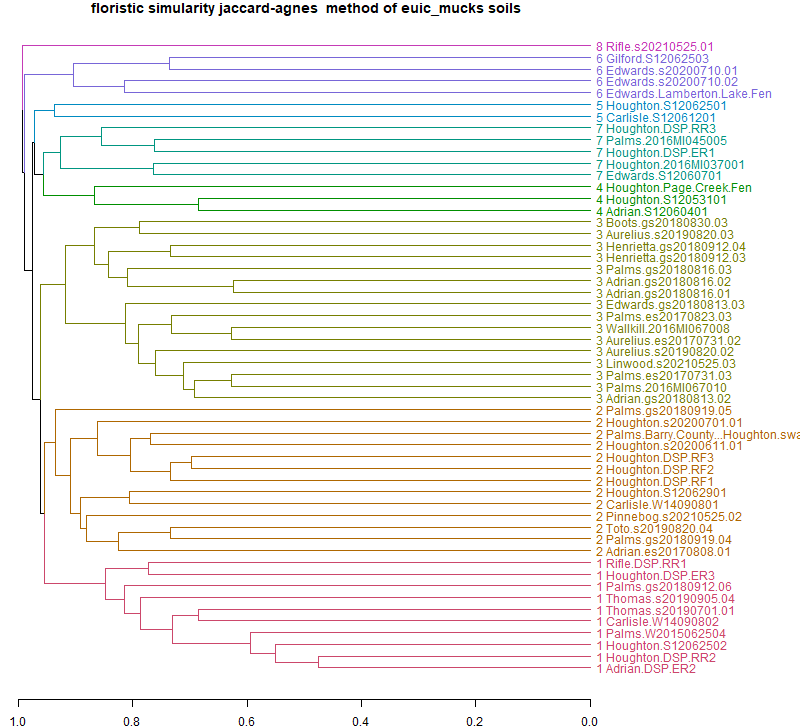 floristic simularity jaccard-agnes method of euic_mucks soils
8 Rifle.s20210525.01
6 Gilford.S12062503
6 Edwards.s20200710.01
6 Edwards.s20200710.02
6 Edwards.Lamberton.Lake.Fen
5 Houghton.S12062501
5 Carlisle.S12061201
7 Houghton.DSP.RR3
7 Palms.2016MI045005
7 Houghton.DSP.ER1
7 Houghton.2016MI037001
7 Edwards.S12060701
4 Houghton.Page.Creek.Fen
4 Houghton.S12053101
4 Adrian.S12060401
3 Boots.gs20180830.03
3 Aurelius.s20190820.03
3 Henrietta.gs20180912.04
3 Henrietta.gs20180912.03
3 Palms.gs20180816.03
3 Adrian.gs20180816.02
3 Adrian.gs20180816.01
3 Edwards.gs20180813.03
3 Palms.es20170823.03
3 Wallkill.2016MI067008
3 Aurelius.es20170731.02
3 Aurelius.s20190820.02
3 Linwood.s20210525.03
3 Palms.es20170731.03
3 Palms.2016MI067010
3 Adrian.gs20180813.02
2 Palms.gs20180919.05
2 Houghton.s20200701.01
2 Palms.Barry.County...Houghton.swa
2 Houghton.s20200611.01
2 Houghton.DSP.RF3
2 Houghton.DSP.RF2
2 Houghton.DSP.RF1
2 Houghton.S12062901
2 Carlisle.W14090801
2 Pinnebog.s20210525.02
2 Toto.s20190820.04
2 Palms.gs20180919.04
2 Adrian.es20170808.01
1 Rifle.DSP.RR1
1 Houghton.DSP.ER3
1 Palms.gs20180912.06
1 Thomas.s20190905.04
1 Thomas.s20190701.01
1 Carlisle.W14090802
1 Palms.W2015062504
1 Houghton.S12062502
1 Houghton.DSP.RR2
1 Adrian.DSP.ER2
1.0 0.8 0.6 0.4 0.2 0.0